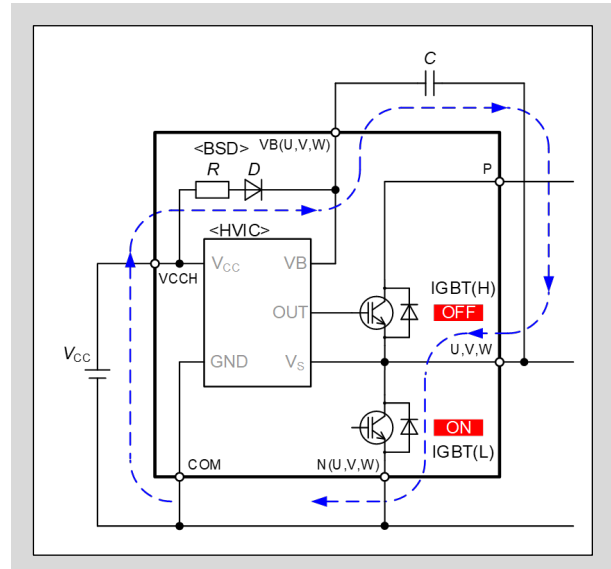 C
<BSD>
VB(U,V,W)
R
D
P
<HVIC>
VCCH
VCC
VB
IGBT(H)
OUT
OFF
VCC
GND
VS
U,V,W
ON
COM
N(U,V,W)
IGBT(L)